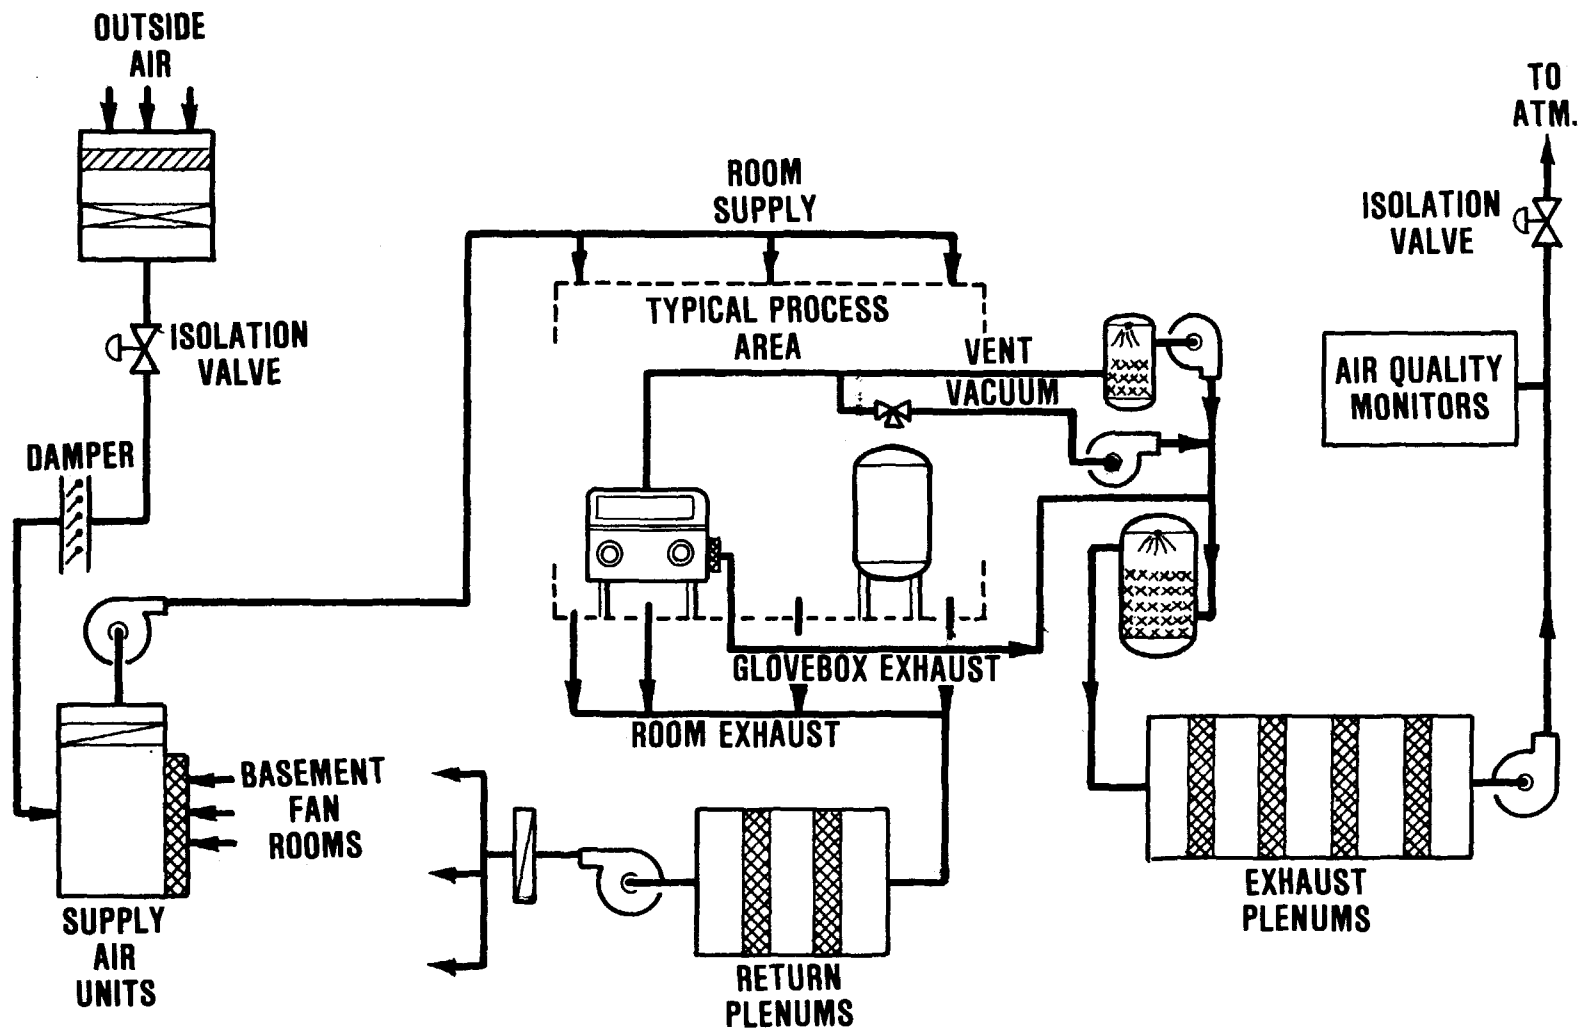 OUTSIDE
AIR
TO
ATM.
ROOM
SUPPLY
ISOLATION
VALVE
TYPICAL PROCESS
AREA
ISOLATION
VALVE
VENT
VACUUM
AIR QUALITY
MONITORS
DAMPER
GLOVEBOX EXHAUST
ROOM EXHAUST
BASEMENT
FAN
ROOMS
EXHAUST
PLENUMS
SUPPLY
AIR
UNITS
RETURN
PLENUMS